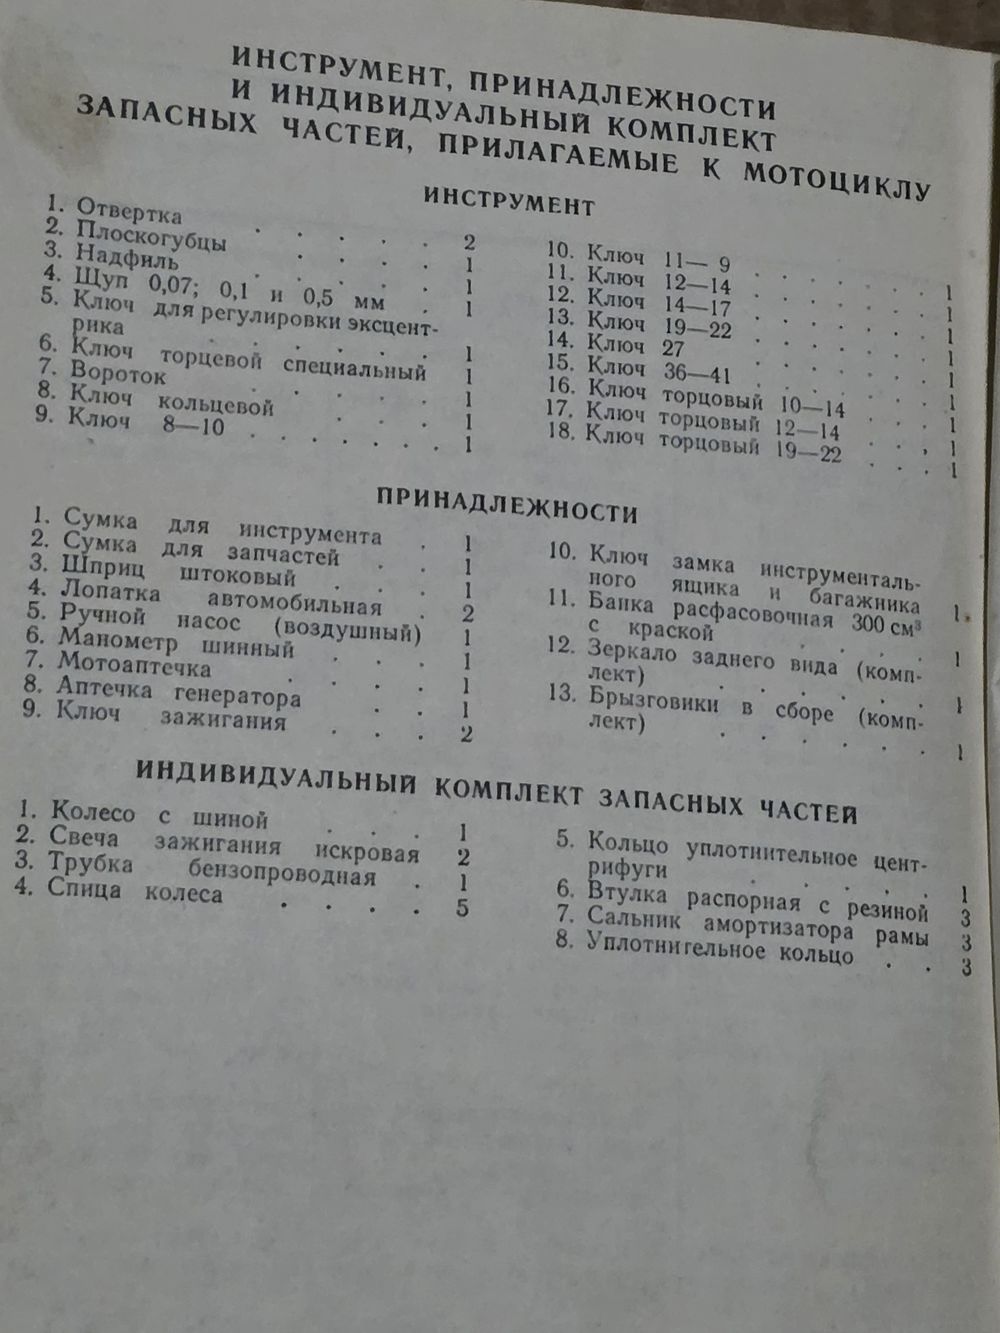 ИНСТРУМЕНТ, ПРИНАДЛЕЖНОСТИ
И ИНДИВИДУАЛЬНЫЙ КОМПЛЕКТ
ЗАПАСНЫХ ЧАСТЕЙ, ПРИЛАГАЕМЫЕ К МОТОЦИКЛУ
ИНСТРУМЕНТ
1. Отвертка . . . . . 2
2. Плоскогубцы . . . . 1
3. Надфиль . . . . . 1
4. Щуп 0,07; 0,1 и 0,5 мм . 1
5. Ключ для регулировки эксцент-
рика . . . . . . 1
6. Ключ торцевой специальный 1
7. Вороток . . . . . 1
8. Ключ кольцевой . . . 1
9. Ключ 8—10 . . . . . . . 1
10. Ключ 11— 9 . . . . . . . 1
11. Ключ 12—14 . . . . . . . 1
12. Ключ 14—17 . . . . . . . 1
13. Ключ 19—22 . . . . . . . 1
14. Ключ 27 . . . . . . . 1
15. Ключ 36—41 . . . . . . . 1
16. Ключ торцовый 10—14 . . . 1
17. Ключ торцовый 12—14 . . . 1
18. Ключ торцовый 19—22 . . . 1
ПРИНАДЛЕЖНОСТИ
1. Сумка для инструмента . 1
2. Сумка для запчастей . . 1
3. Шприц штоковый . . . 1
4. Лопатка автомобильная . 2
5. Ручной насос (воздушный) 1
6. Манометр шинный . . . 1
7. Мотоаптечка . . . . 1
8. Аптечка генератора . . . 1
9. Ключ зажигания . . . 2
10. Ключ замка инструменталь-
ного ящика и багажника 1
11. Банка расфасовочная 300 см³
с краской . . . . 1
12. Зеркало заднего вида (комп-
лект) . . . . . . 1
13. Брызговики в сборе (комп-
лект) . . . . . . 1
ИНДИВИДУАЛЬНЫЙ КОМПЛЕКТ ЗАПАСНЫХ ЧАСТЕЙ
1. Колесо с шиной . . . 1
2. Свеча зажигания искровая 2
3. Трубка бензопроводная . 1
4. Спица колеса . . . . 5
5. Кольцо уплотнительное цент-
рифуги . . . . . 1
6. Втулка распорная с резиной 3
7. Сальник амортизатора рамы 3
8. Уплотнительное кольцо . . 3